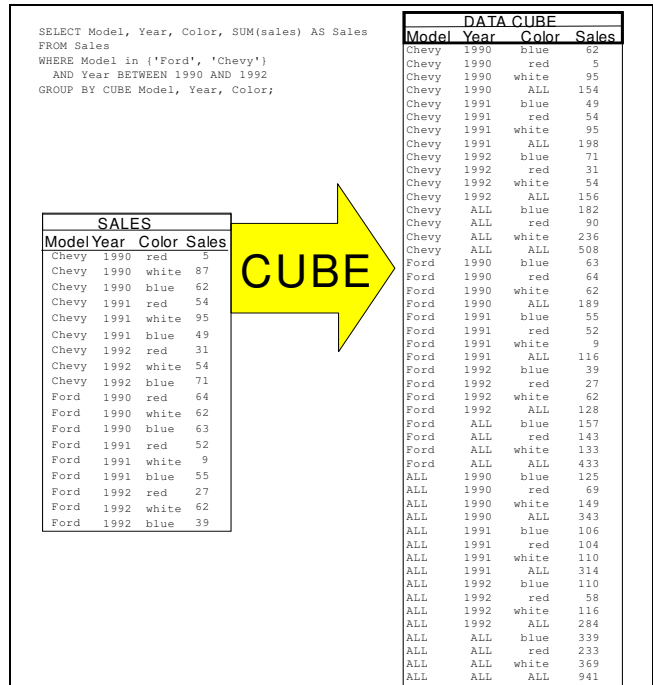 SELECT Model, Year, Color, SUM(sales) AS Sales
FROM Sales
WHERE Model in {'Ford', 'Chevy'}
AND Year BETWEEN 1990 AND 1992
GROUP BY CUBE Model, Year, Color;
SALES
Model Year Color Sales
Chevy 1990 red 5
Chevy 1990 white 87
Chevy 1990 blue 62
Chevy 1991 red 54
Chevy 1991 white 95
Chevy 1991 blue 49
Chevy 1992 red 31
Chevy 1992 white 54
Chevy 1992 blue 71
Ford 1990 red 64
Ford 1990 white 62
Ford 1990 blue 63
Ford 1991 red 52
Ford 1991 white 9
Ford 1991 blue 55
Ford 1992 red 27
Ford 1992 white 62
Ford 1992 blue 39
CUBE
DATA CUBE
Model Year Color Sales
Chevy 1990 blue 62
Chevy 1990 red 5
Chevy 1990 white 95
Chevy 1990 ALL 154
Chevy 1991 blue 49
Chevy 1991 red 54
Chevy 1991 white 95
Chevy 1991 ALL 198
Chevy 1992 blue 71
Chevy 1992 red 31
Chevy 1992 white 54
Chevy 1992 ALL 156
Chevy ALL blue 182
Chevy ALL red 90
Chevy ALL white 236
Chevy ALL ALL 508
Ford 1990 blue 63
Ford 1990 red 64
Ford 1990 white 62
Ford 1990 ALL 189
Ford 1991 blue 55
Ford 1991 red 52
Ford 1991 white 9
Ford 1991 ALL 116
Ford 1992 blue 39
Ford 1992 red 27
Ford 1992 white 62
Ford 1992 ALL 128
Ford ALL blue 157
Ford ALL red 143
Ford ALL white 133
Ford ALL ALL 433
ALL 1990 blue 125
ALL 1990 red 69
ALL 1990 white 149
ALL 1990 ALL 343
ALL 1991 blue 106
ALL 1991 red 104
ALL 1991 white 110
ALL 1991 ALL 314
ALL 1992 blue 110
ALL 1992 red 58
ALL 1992 white 116
ALL 1992 ALL 284
ALL ALL blue 339
ALL ALL red 233
ALL ALL white 369
ALL ALL ALL 941